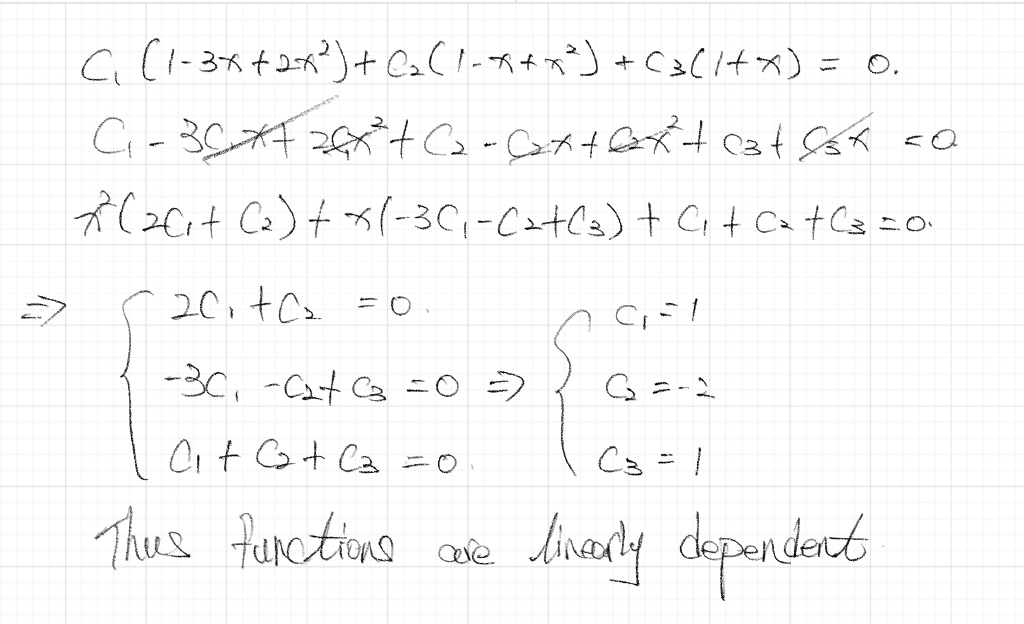 C₁(1-3x+2x²)+C₂(1-x+x²)+C₃(1+x)=0.
C₁-3C₁x+2C₁x²+C₂-C₂x+C₂x²+C₃+C₃x=0
x²(2C₁+C₂)+x(-3C₁-C₂+C₃)+C₁+C₂+C₃=0.
⇒ { 2C₁+C₂=0. { C₁=1
-3C₁-C₂+C₃=0 ⇒ C₂=-2
C₁+C₂+C₃=0. C₃=1
Thus functions are linearly dependent